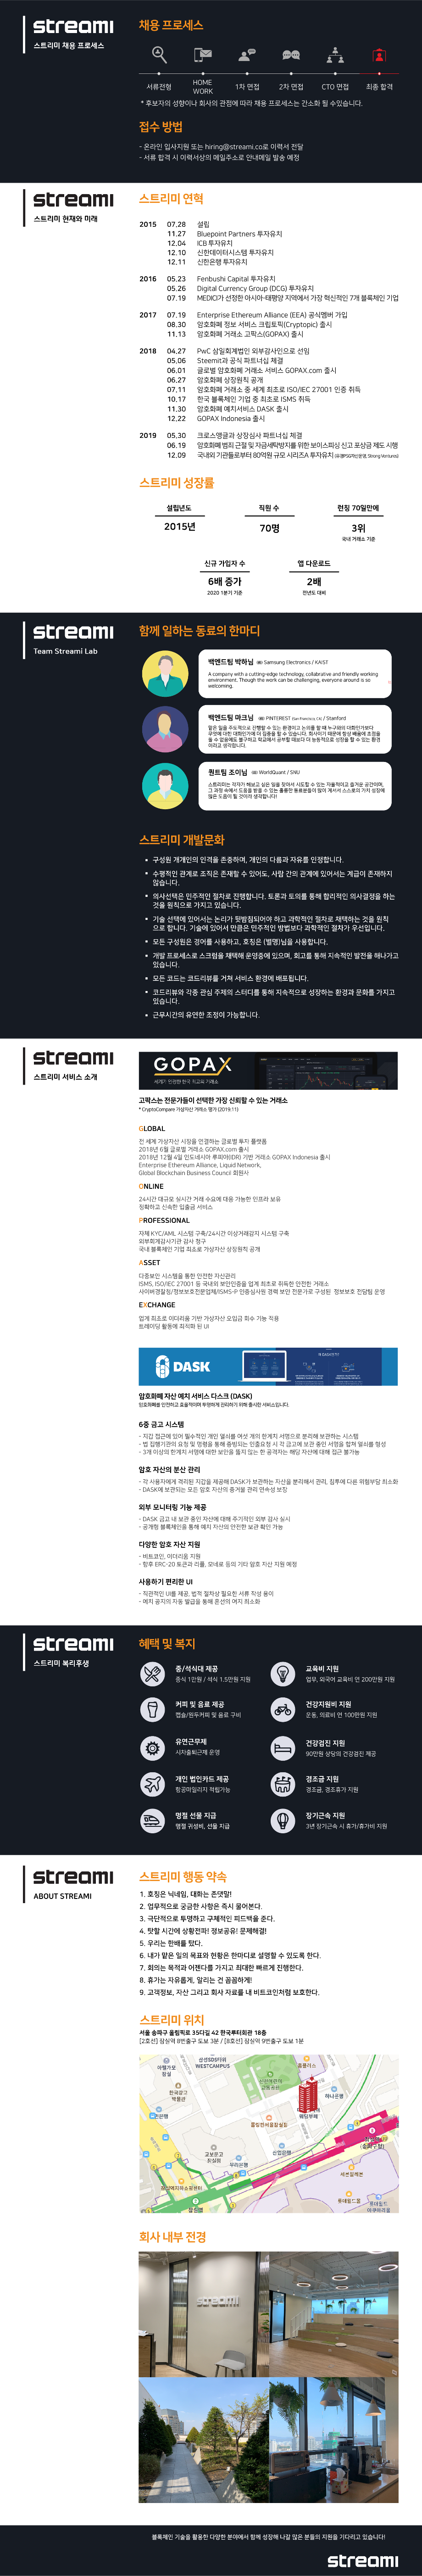 streami
스트리미 채용 프로세스
채용 프로세스
서류전형
HOME WORK
1차 면접
2차 면접
CTO 면접
최종 합격
* 후보자의 성향이나 회사의 관점에 따라 채용 프로세스는 간소화 될 수있습니다.
접수 방법
- 온라인 입사지원 또는 hiring@streami.co로 이력서 전달
- 서류 합격 시 이력서상의 메일주소로 안내메일 발송 예정
streami
스트리미 현재와 미래
스트리미 연혁
2015 07.28 설립
11.27 Bluepoint Partners 투자유치
12.04 ICB 투자유치
12.10 신한데이터시스템 투자유치
12.11 신한은행 투자유치
2016 05.23 Fenbushi Capital 투자유치
05.26 Digital Currency Group (DCG) 투자유치
07.19 MEDICI가 선정한 아시아-태평양 지역에서 가장 혁신적인 7개 블록체인 기업
2017 07.19 Enterprise Ethereum Alliance (EEA) 공식멤버 가입
08.30 암호화폐 정보 서비스 크립토픽(Cryptopic) 출시
11.13 암호화폐 거래소 고팍스(GOPAX) 출시
2018 04.27 PwC 삼일회계법인 외부감사인으로 선임
05.06 Steemit과 공식 파트너십 체결
06.01 글로벌 암호화폐 거래소 서비스 GOPAX.com 출시
06.27 암호화폐 상장원칙 공개
07.11 암호화폐 거래소 중 세계 최초로 ISO/IEC 27001 인증 취득
10.17 한국 블록체인 기업 중 최초로 ISMS 취득
11.30 암호화폐 예치서비스 DASK 출시
12.22 GOPAX Indonesia 출시
2019 05.30 크로스앵글과 상장심사 파트너십 체결
06.19 암호화폐 범죄 근절 및 자금세탁방지를 위한 보이스피싱 신고 포상금 제도 시행
12.09 국내외 기관들로부터 80억원 규모 시리즈A 투자유치
스트리미 성장률
설립년도
직원 수
런칭 70일만에
2015년
70명
3위
국내 거래소 기준
신규 가입자 수
앱 다운로드
6배 증가
2배
2020 1분기 기준
전년도 대비
streami
Team Streami Lab
함께 일하는 동료의 한마디
백엔드팀 박하님 Samsung Electronics / KAIST
A company with a cutting-edge technology, collaborative and friendly working
environment. Though the work can be challenging, everyone around is so
welcoming.
백엔드팀 마크님 PINTEREST (San Francisco, CA) / Stanford
퀀트팀 조이님 WorldQuant / SNU
스트리미 개발문화
• 구성원 개개인의 인격을 존중하며, 개인의 다름과 자유를 인정합니다.
• 수평적인 관계로 조직은 존재할 수 있어도, 사람 간의 관계에 있어서는 계급이 존재하지
않습니다.
• 의사선택은 민주적인 절차로 진행합니다. 토론과 토의를 통해 합리적인 의사결정을 하는
것을 원칙으로 가지고 있습니다.
• 기술 선택에 있어서는 논리가 뒷받침되어야 하고 과학적인 절차로 채택하는 것을 원칙
으로 합니다. 기술에 있어서 만큼은 민주적인 방법보다 과학적인 절차가 우선입니다.
• 모든 구성원은 경어를 사용하고, 호칭은 (별명)님을 사용합니다.
• 개발 프로세스로 스크럼을 채택해 운영중에 있으며, 회고를 통해 지속적인 발전을 해나가고
있습니다.
• 모든 코드는 코드리뷰를 거쳐 서비스 환경에 배포됩니다.
• 코드리뷰와 각종 관심 주제의 스터디를 통해 지속적으로 성장하는 환경과 문화를 가지고
있습니다.
• 근무시간의 유연한 조정이 가능합니다.
streami
스트리미 서비스 소개
GOPAX
고팍스는 전문가들이 선택한 가장 신뢰할 수 있는 거래소
* CryptoCompare 가상자산 거래소 평가 (2019.11)
GLOBAL
전 세계 가상자산 시장을 연결하는 글로벌 투자 플랫폼
2018년 6월 글로벌 거래소 GOPAX.com 출시
2018년 12월 4일 인도네시아 루피아(IDR) 기반 거래소 GOPAX Indonesia 출시
Enterprise Ethereum Alliance, Liquid Network,
Global Blockchain Business Council 회원사
ONLINE
24시간 대규모 실시간 거래 수요에 대응 가능한 인프라 보유
정확하고 신속한 입출금 서비스
PROFESSIONAL
자체 KYC/AML 시스템 구축/24시간 이상거래감지 시스템 구축
외부회계감사기관 감사 청구
국내 블록체인 기업 최초로 가상자산 상장원칙 공개
ASSET
다중보안 시스템을 통한 안전한 자산관리
ISMS, ISO/IEC 27001 등 국내외 보안인증을 업계 최초로 취득한 안전한 거래소
사이버경찰청/정보보호전문업체/ISMS-P 인증심사원 경력 보안 전문가로 구성된 정보보호 전담팀 운영
EXCHANGE
업계 최초로 이더리움 기반 가상자산 오입금 회수 기능 적용
트레이딩 활동에 최적화 된 UI
DASK
암호화폐 자산 예치 서비스 다스크 (DASK)
암호화폐를 안전하고 효율적이며 투명하게 관리하기 위해 출시한 서비스입니다.
6중 금고 시스템
- 지갑 접근에 있어 필수적인 개인 열쇠를 여섯 개의 한계치 서명으로 분리해 보관하는 시스템
- 법 집행기관의 요청 및 명령을 통해 증빙되는 인출요청 시 각 금고에 보관 중인 서명을 합쳐 열쇠를 형성
- 3개 이상의 한계치 서명에 대한 보안을 뚫지 않는 한 공격자는 해당 자산에 대해 접근 불가능
암호 자산의 분산 관리
- 각 사용자에게 격리된 지갑을 제공해 DASK가 보관하는 자산을 분리해서 관리, 침투에 다른 위험부담 최소화
- DASK에 보관되는 모든 암호 자산의 증거물 관리 연속성 보장
외부 모니터링 기능 제공
- DASK 금고 내 보관 중인 자산에 대해 주기적인 외부 감사 실시
- 공개형 블록체인을 통해 예치 자산의 안전한 보관 확인 가능
다양한 암호 자산 지원
- 비트코인, 이더리움 지원
- 향후 ERC-20 토큰과 리플, 모네로 등의 기타 암호 자산 지원 예정
사용하기 편리한 UI
- 직관적인 UI를 제공, 법적 절차상 필요한 서류 작성 용이
- 예치 공지의 자동 발급을 통해 혼선의 여지 최소화
streami
스트리미 복리후생
혜택 및 복지
중/석식대 제공
중식 1만원 / 석식 1.5만원 지원
교육비 지원
업무, 외국어 교육비 연 200만원 지원
커피 및 음료 제공
캡슐/원두커피 및 음료 구비
건강지원비 지원
운동, 의료비 연 100만원 지원
유연근무제
시차출퇴근제 운영
건강검진 지원
90만원 상당의 건강검진 제공
개인 법인카드 제공
항공마일리지 적립가능
경조금 지원
경조금, 경조휴가 지원
명절 선물 지급
명절 귀성비, 선물 지급
장기근속 지원
3년 장기근속 시 휴가/휴가비 지원
streami
ABOUT STREAMI
스트리미 행동 약속
1. 호칭은 닉네임, 대화는 존댓말!
2. 업무적으로 궁금한 사항은 즉시 물어본다.
3. 극단적으로 투명하고 구체적인 피드백을 준다.
4. 탓할 시간에 상황전파! 정보공유! 문제해결!
5. 우리는 한배를 탔다.
6. 내가 맡은 일의 목표와 현황은 한마디로 설명할 수 있도록 한다.
7. 회의는 목적과 어젠다를 가지고 최대한 빠르게 진행한다.
8. 휴가는 자유롭게, 알리는 건 꼼꼼하게!
9. 고객정보, 자산 그리고 회사 자료를 내 비트코인처럼 보호한다.
스트리미 위치
서울 송파구 올림픽로 35다길 42 한국루터회관 18층
[2호선] 잠실역 8번출구 도보 3분 / [8호선] 잠실역 9번출구 도보 1분
회사 내부 전경
STREAMI
블록체인 기술을 활용한 다양한 분야에서 함께 성장해 나갈 많은 분들의 지원을 기다리고 있습니다!
streami